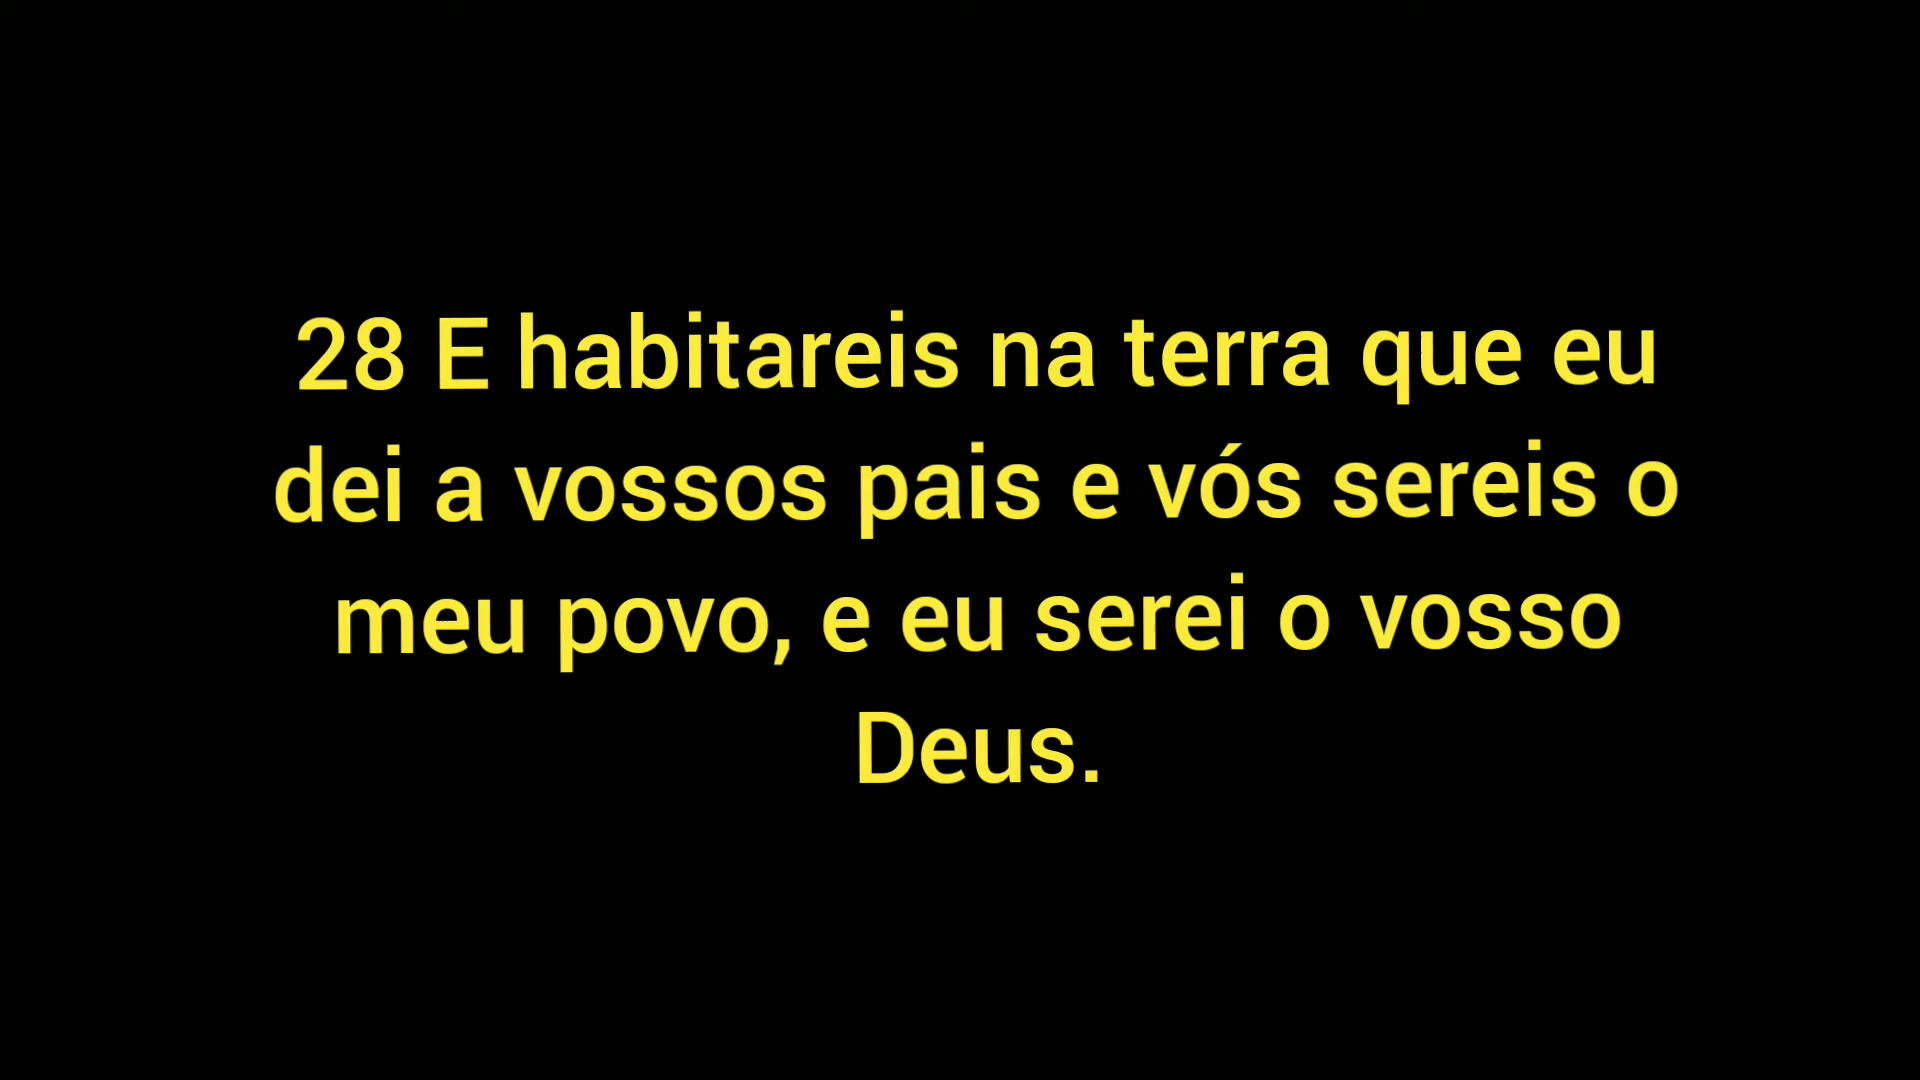 28 E habitareis na terra que eu
dei a vossos pais e vós sereis o
meu povo, e eu serei o vosso
Deus.